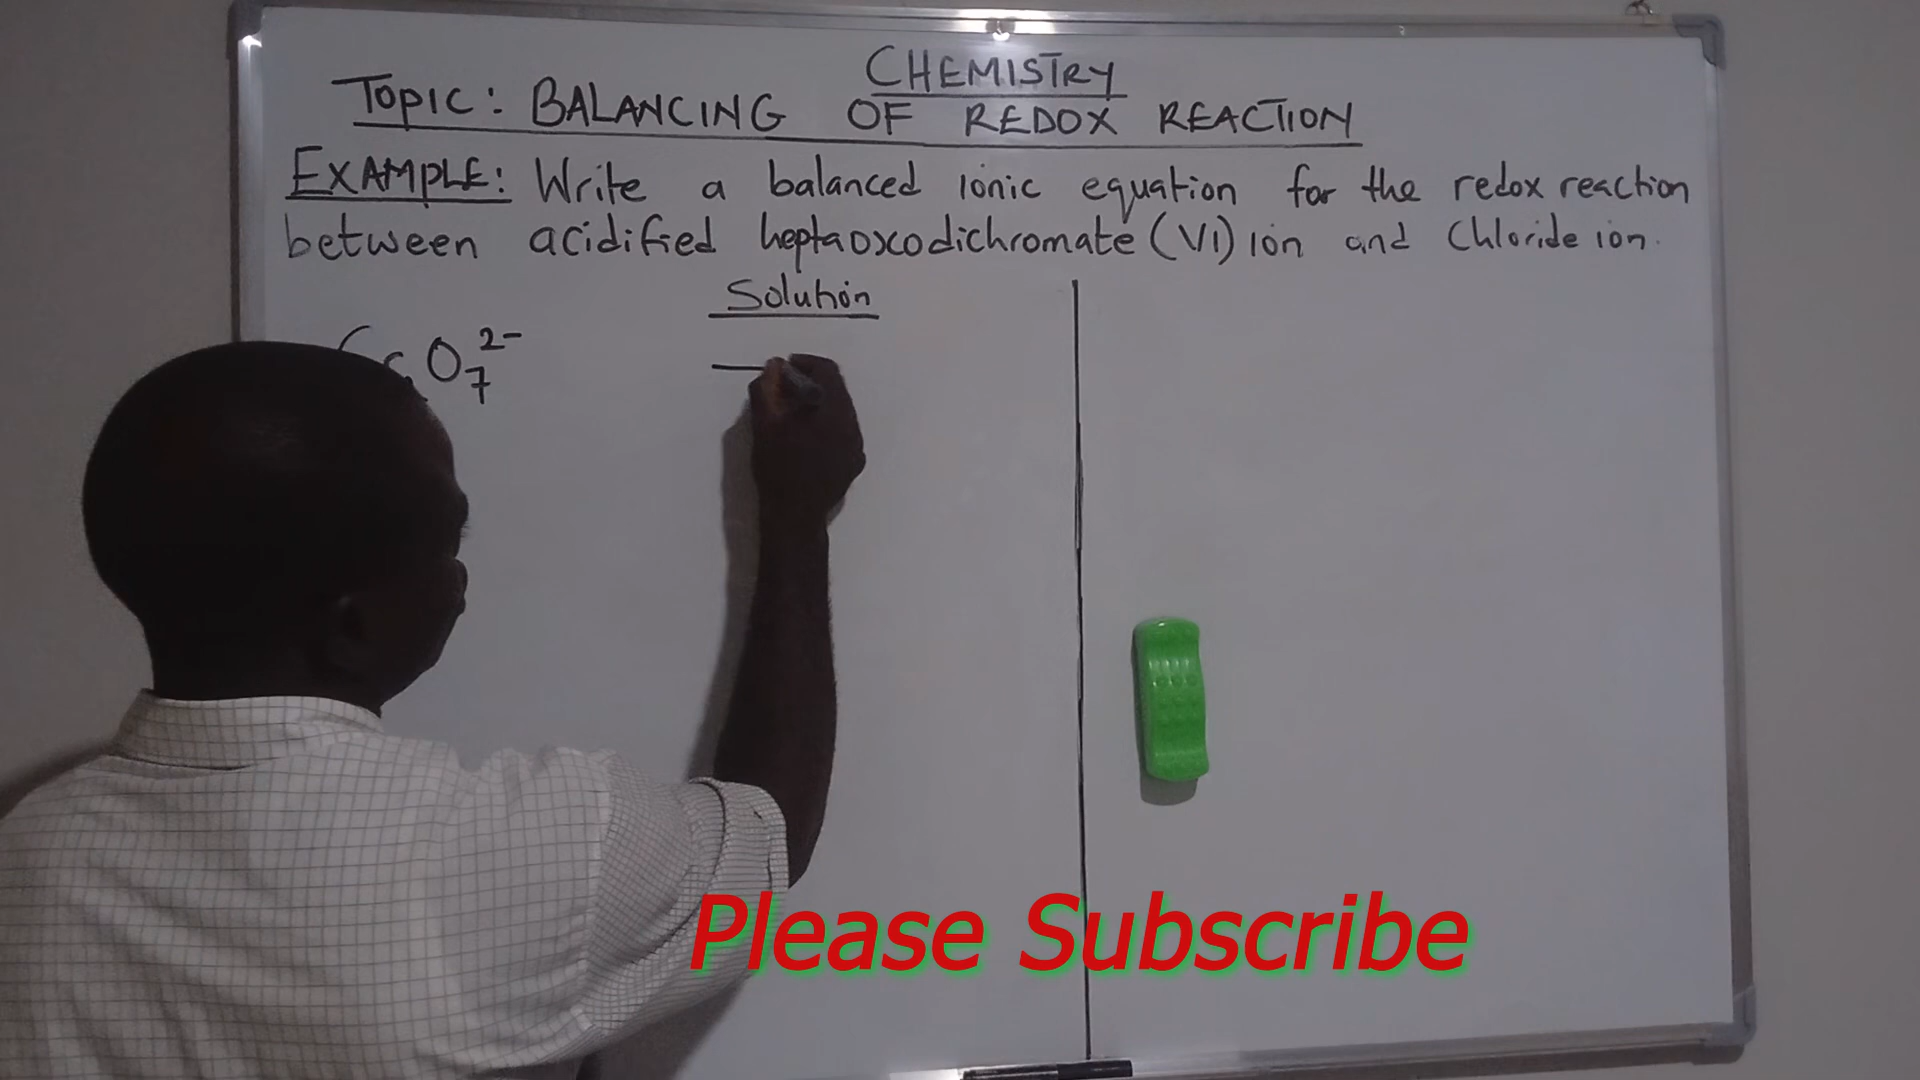 CHEMISTRY
TOPIC: BALANCING OF REDOX REACTION
EXAMPLE: Write a balanced ionic equation for the redox reaction
between acidified heptaoxodichromate (VI) ion and Chloride ion.
Solution
O₇²⁻
Please Subscribe